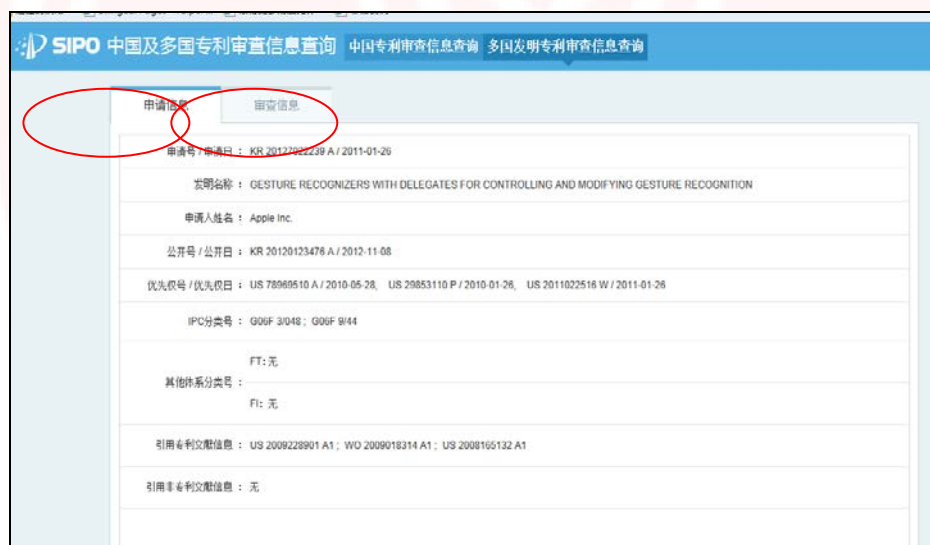 SIPO 中国及多国专利审查信息查询 中国专利审查信息查询 多国发明专利审查信息查询
申请信息 审查信息
申请号 / 申请日 : KR 20127022239 A / 2011-01-26
发明名称 : GESTURE RECOGNIZERS WITH DELEGATES FOR CONTROLLING AND MODIFYING GESTURE RECOGNITION
申请人姓名 : Apple Inc.
公开号 / 公开日 : KR 20120123476 A / 2012-11-08
优先权号 / 优先权日 : US 78969510 A / 2010-05-28, US 29853110 P / 2010-01-26, US 2011022516 W / 2011-01-26
IPC分类号 : G06F 3/048 ; G06F 9/44
FT: 无
其他体系分类号 :
FI: 无
引用专利文献信息 : US 2009228901 A1 ; WO 2009018314 A1 ; US 2008165132 A1
引用非专利文献信息 : 无